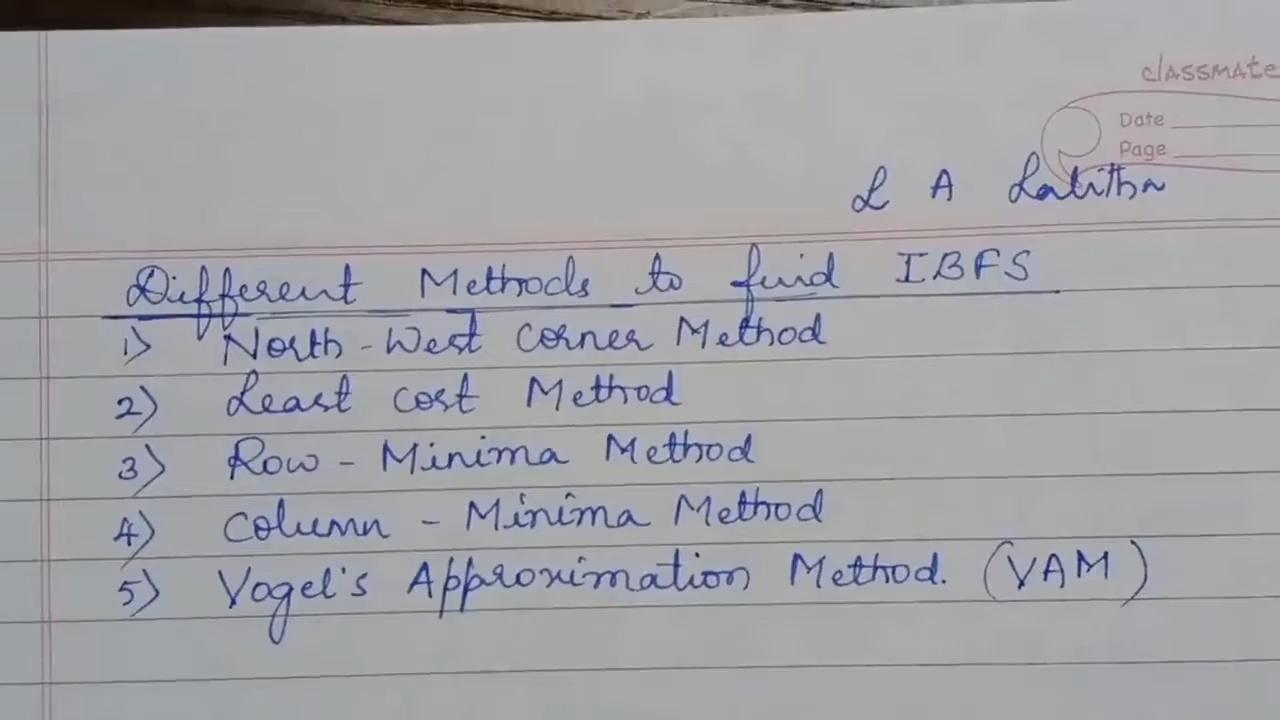 classmate
Date
Page
L A Lalitha
Different Methods to find IBFS
1) North-West Corner Method
2) Least cost Method
3) Row - Minima Method
4) Column - Minima Method
5) Vogel's Approximation Method. (VAM)